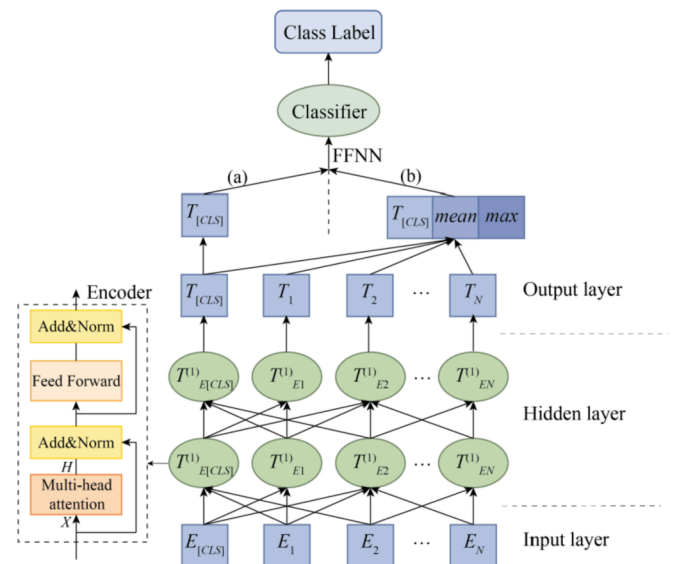 Class Label
Classifier
FFNN
(a) (b)
T[CLS] T[CLS] mean max
T[CLS] T1 T2 ... TN Output layer
Encoder
Add&Norm
Feed Forward
Add&Norm
H
Multi-head
attention
X
T(1)E[CLS] T(1)E1 T(1)E2 ... T(1)EN
Hidden layer
T(1)E[CLS] T(1)E1 T(1)E2 ... T(1)EN
E[CLS] E1 E2 ... EN Input layer